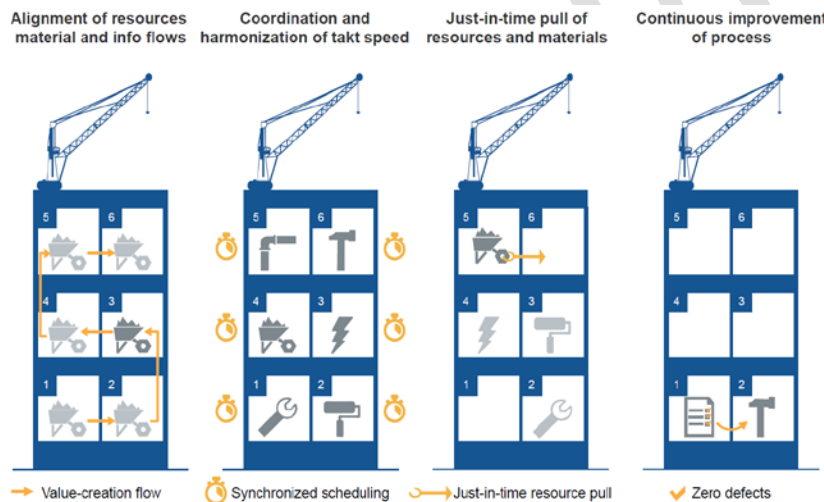 Alignment of resources
material and info flows
Coordination and
harmonization of takt speed
Just-in-time pull of
resources and materials
Continuous improvement
of process
5 6
4 3
1 2
5 6
4 3
1 2
5 6
4 3
1 2
5 6
4 3
1 2
Value-creation flow
Synchronized scheduling
Just-in-time resource pull
Zero defects